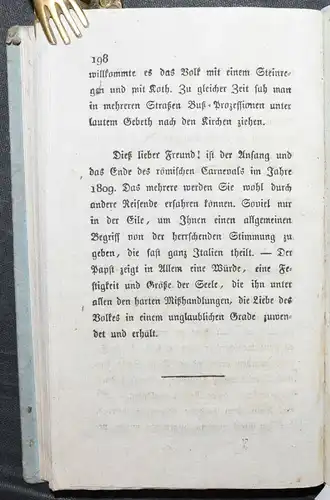 198
willkommte es das Volk mit einem Steinre-
gen und mit Koth. Zu gleicher Zeit sah man
in mehreren Straßen Buß-Prozessionen unter
lautem Gebeth nach den Kirchen ziehen.
Dieß lieber Freund! ist der Anfang und
das Ende des römischen Carnevals im Jahre
1809. Das mehrere werden Sie wohl durch
andere Reisende erfahren können. Soviel nur
in der Eile, um Ihnen einen allgemeinen
Begriff von der herrschenden Stimmung zu
geben, die fast ganz Italien theilt. — Der
Papst zeigt in Allem eine Würde, eine Fe-
stigkeit und Größe der Seele, die ihn unter
allen den harten Mißhandlungen, die Liebe des
Volkes in einem unglaublichen Grade zuwen-
det und erhält.